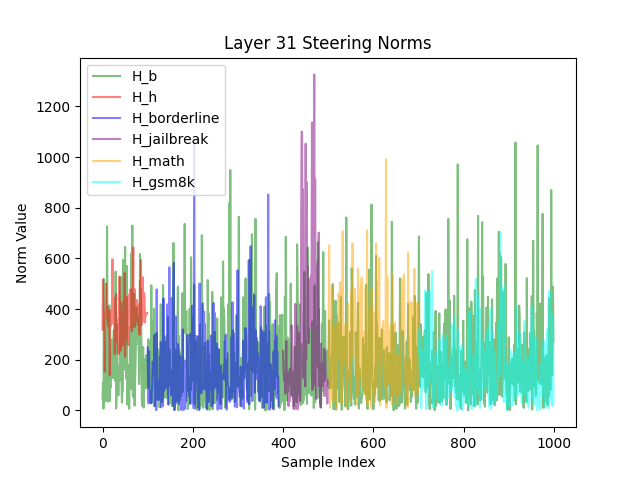 Layer 31 Steering Norms
H_b
H_h
H_borderline
H_jailbreak
H_math
H_gsm8k
Norm Value
1200
1000
800
600
400
200
0
0 200 400 600 800 1000
Sample Index